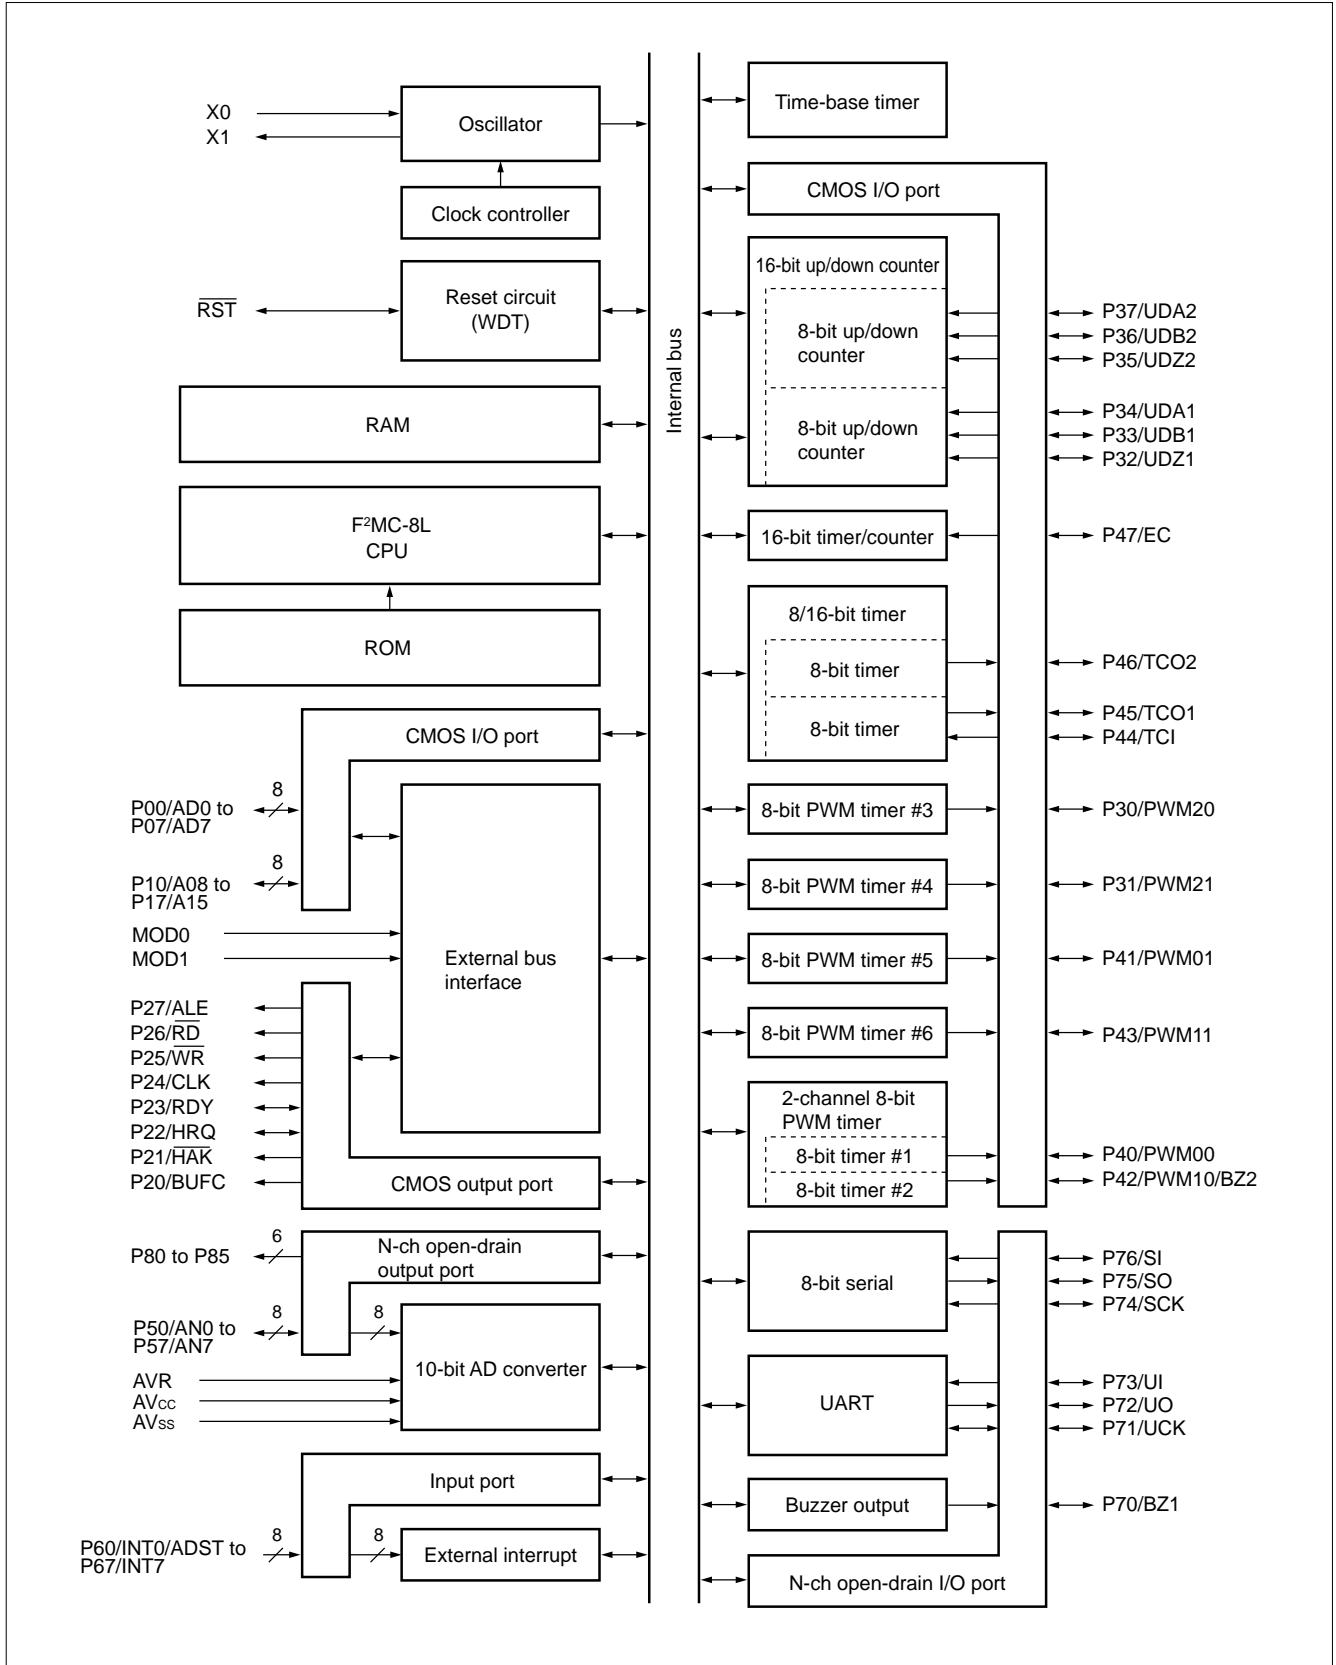 X0
X1
Oscillator
Clock controller
RST
Reset circuit
(WDT)
RAM
F²MC-8L
CPU
ROM
CMOS I/O port
8
P00/AD0 to
P07/AD7
8
P10/A08 to
P17/A15
MOD0
MOD1
External bus
interface
P27/ALE
P26/RD
P25/WR
P24/CLK
P23/RDY
P22/HRQ
P21/HAK
P20/BUFC
CMOS output port
6
P80 to P85
N-ch open-drain
output port
8
8
P50/AN0 to
P57/AN7
10-bit AD converter
AVR
AVCC
AVSS
Input port
8
8
P60/INT0/ADST to
P67/INT7
External interrupt
Internal bus
Time-base timer
CMOS I/O port
16-bit up/down counter
8-bit up/down
counter
8-bit up/down
counter
P37/UDA2
P36/UDB2
P35/UDZ2
P34/UDA1
P33/UDB1
P32/UDZ1
16-bit timer/counter
P47/EC
8/16-bit timer
8-bit timer
8-bit timer
P46/TCO2
P45/TCO1
P44/TCI
8-bit PWM timer #3
P30/PWM20
8-bit PWM timer #4
P31/PWM21
8-bit PWM timer #5
P41/PWM01
8-bit PWM timer #6
P43/PWM11
2-channel 8-bit
PWM timer
8-bit timer #1
8-bit timer #2
P40/PWM00
P42/PWM10/BZ2
8-bit serial
P76/SI
P75/SO
P74/SCK
UART
P73/UI
P72/UO
P71/UCK
Buzzer output
P70/BZ1
N-ch open-drain I/O port